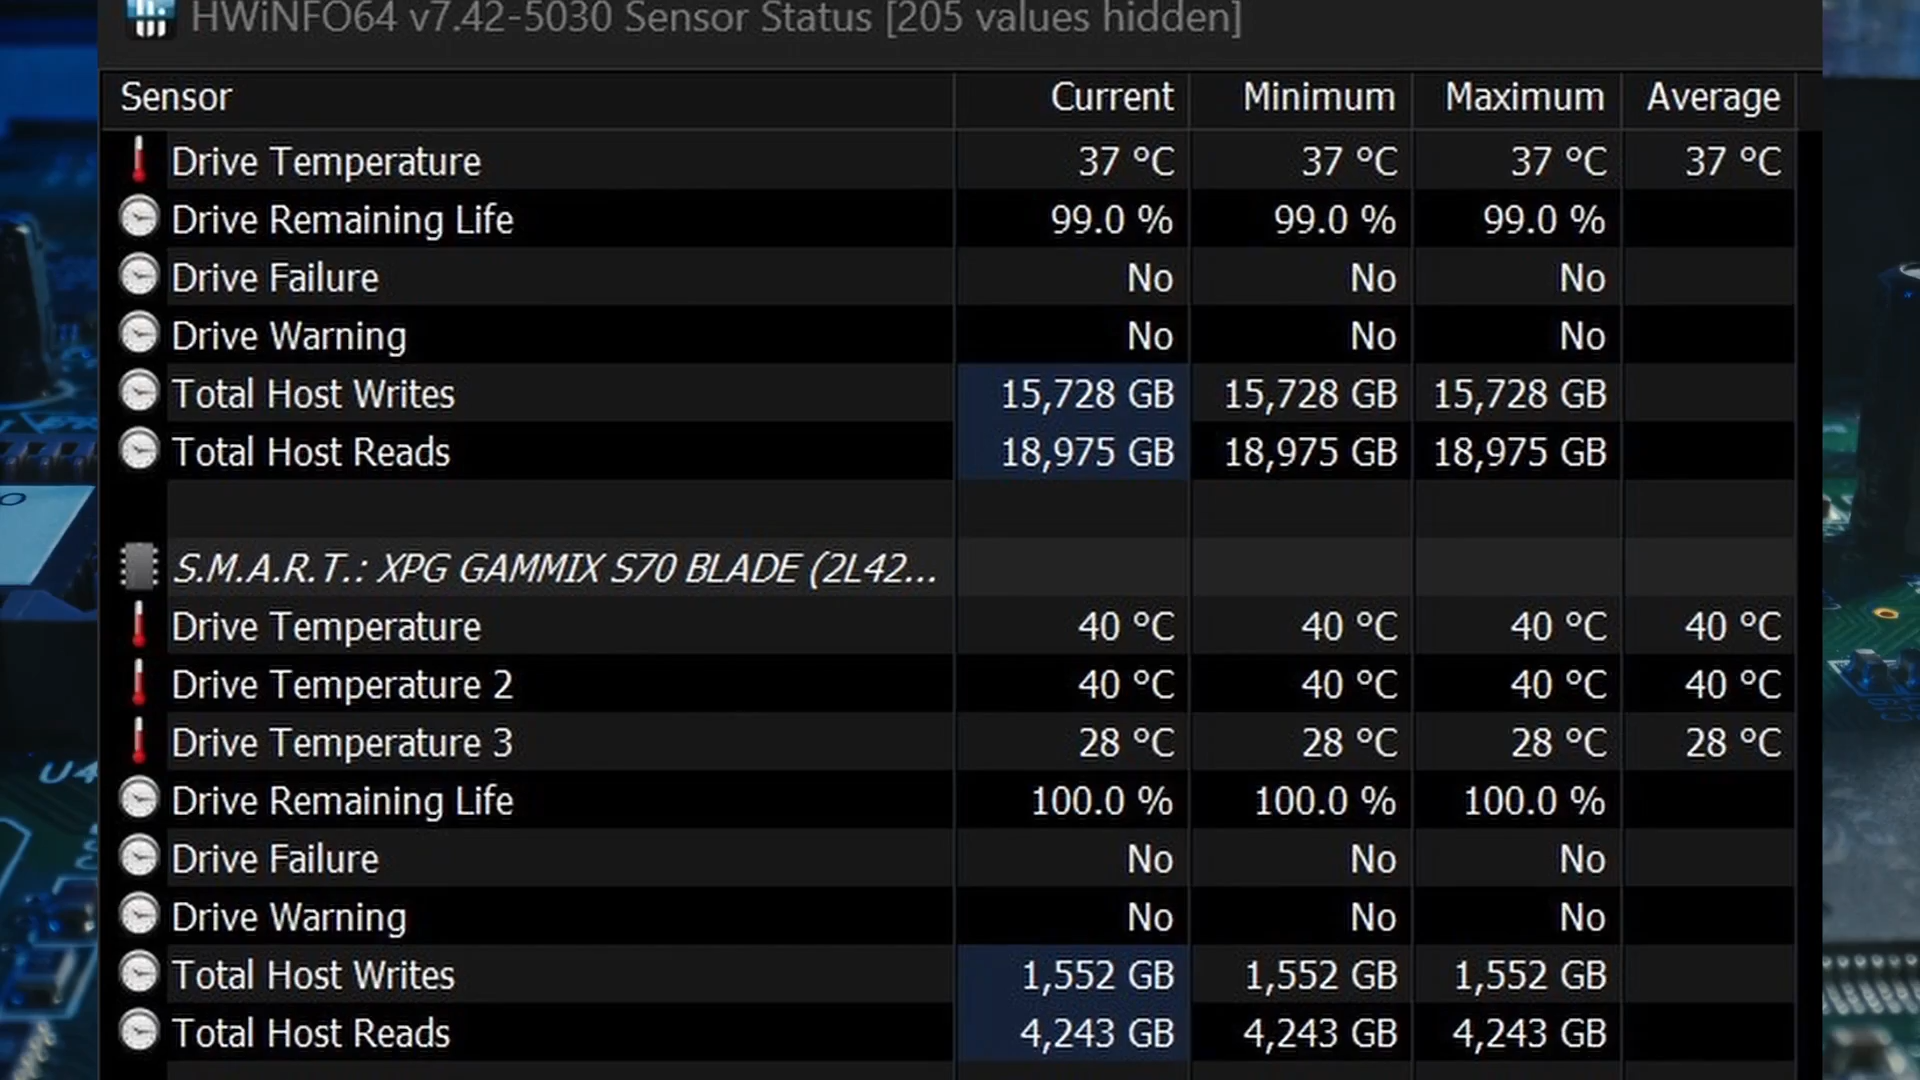 HWiNFO64 v7.42-5030 Sensor Status [205 values hidden]
Sensor Current Minimum Maximum Average
Drive Temperature 37 °C 37 °C 37 °C 37 °C
Drive Remaining Life 99.0 % 99.0 % 99.0 %
Drive Failure No No No
Drive Warning No No No
Total Host Writes 15,728 GB 15,728 GB 15,728 GB
Total Host Reads 18,975 GB 18,975 GB 18,975 GB
S.M.A.R.T.: XPG GAMMIX S70 BLADE (2L42...
Drive Temperature 40 °C 40 °C 40 °C 40 °C
Drive Temperature 2 40 °C 40 °C 40 °C 40 °C
Drive Temperature 3 28 °C 28 °C 28 °C 28 °C
Drive Remaining Life 100.0 % 100.0 % 100.0 %
Drive Failure No No No
Drive Warning No No No
Total Host Writes 1,552 GB 1,552 GB 1,552 GB
Total Host Reads 4,243 GB 4,243 GB 4,243 GB